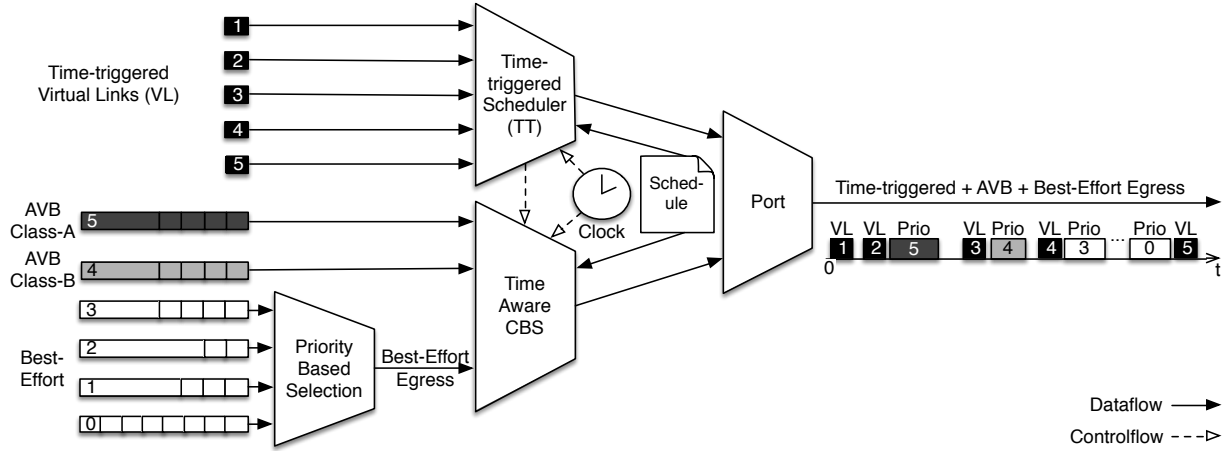 1
2
3
4
5
Time-triggered
Virtual Links (VL)
Time-
triggered
Scheduler
(TT)
AVB
Class-A
5
AVB
Class-B
4
3
2
1
0
Best-
Effort
Priority
Based
Selection
Best-Effort
Egress
Time
Aware
CBS
Clock
Sched-
ule
Port
Time-triggered + AVB + Best-Effort Egress
VL VL Prio VL Prio VL Prio Prio VL
1 2 5 3 4 4 3 ... 0 5
0 t
Dataflow
Controlflow